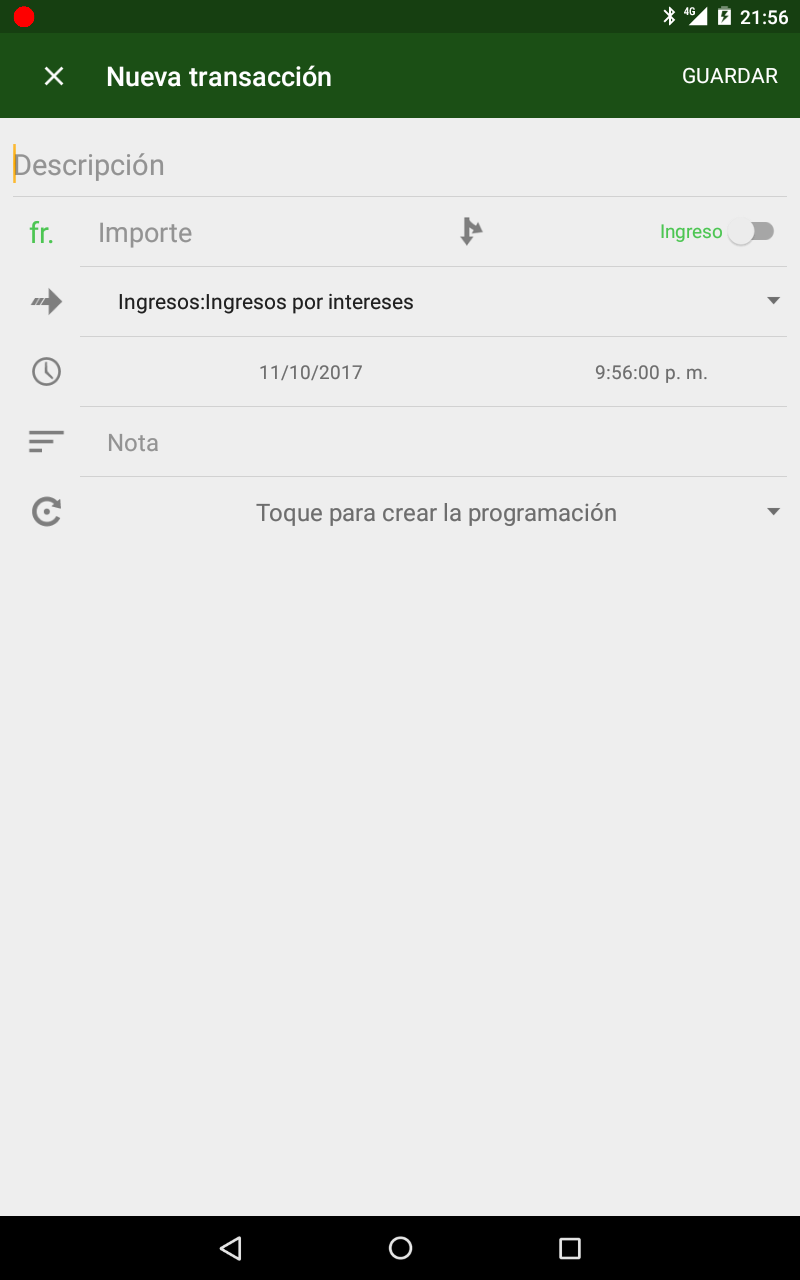 4G 21:56
Nueva transacción GUARDAR
Descripción
fr. Importe Ingreso
Ingresos:Ingresos por intereses
11/10/2017 9:56:00 p. m.
Nota
Toque para crear la programación